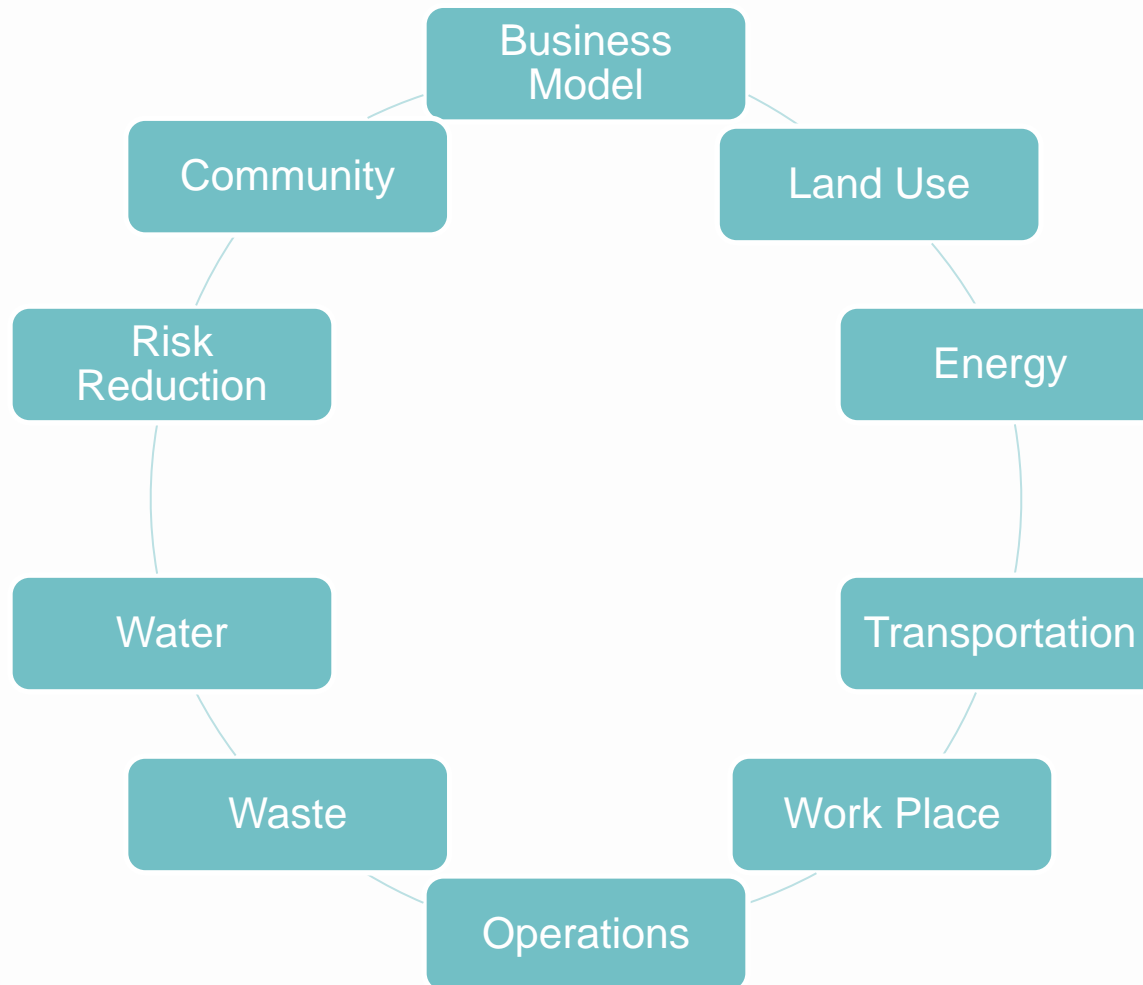 Business
Model
Land Use
Energy
Transportation
Work Place
Operations
Waste
Water
Risk
Reduction
Community